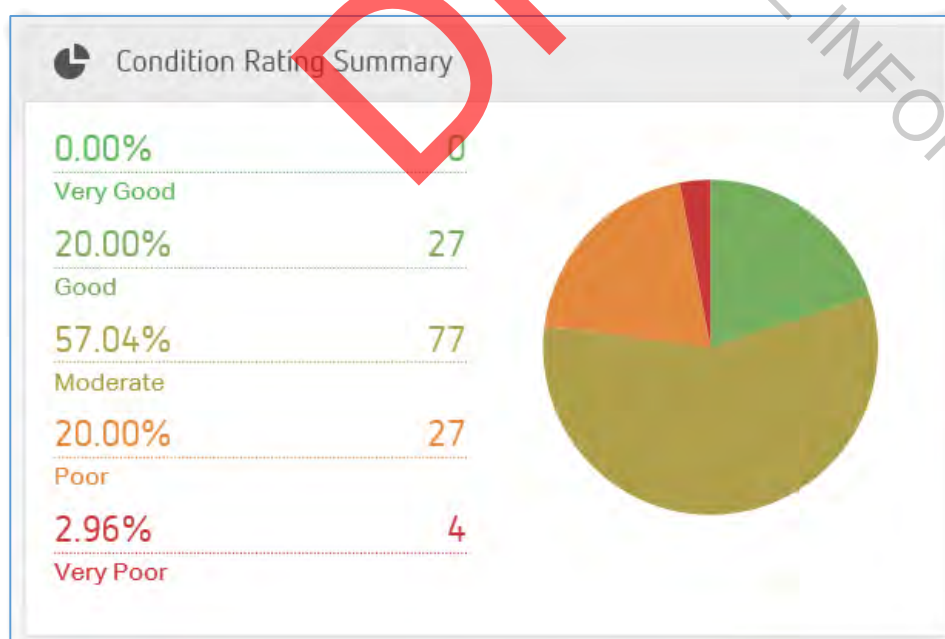 Condition Rating Summary
0.00% 0
Very Good
20.00% 27
Good
57.04% 77
Moderate
20.00% 27
Poor
2.96% 4
Very Poor